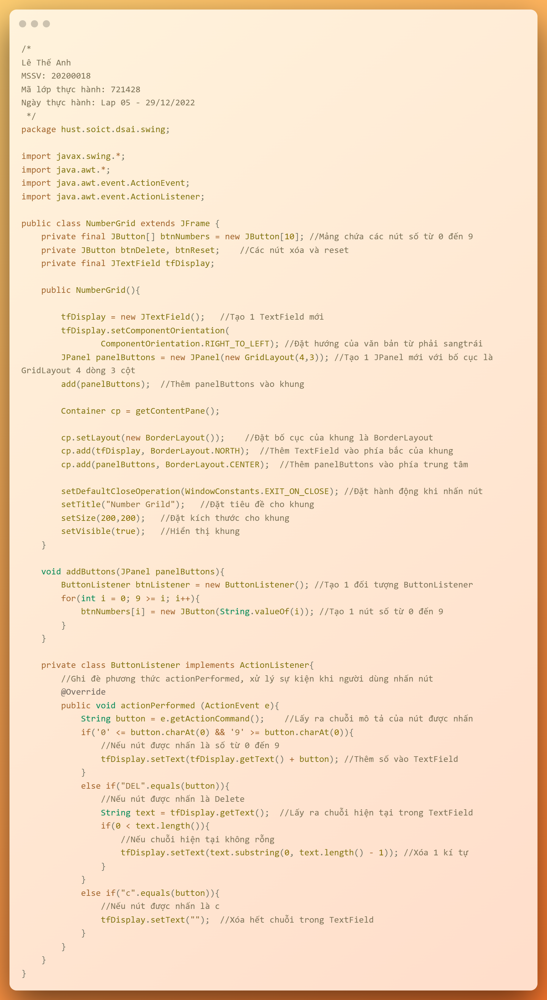 /*
Lê Thế Anh
MSSV: 20200018
Mã lớp thực hành: 721428
Ngày thực hành: Lap 05 - 29/12/2022
 */
package hust.soict.dsai.swing;

import javax.swing.*;
import java.awt.*;
import java.awt.event.ActionEvent;
import java.awt.event.ActionListener;

public class NumberGrid extends JFrame {
    private final JButton[] btnNumbers = new JButton[10]; //Mảng chứa các nút số từ 0 đến 9
    private JButton btnDelete, btnReset;    //Các nút xóa và reset
    private final JTextField tfDisplay;

    public NumberGrid(){

        tfDisplay = new JTextField();   //Tạo 1 TextField mới
        tfDisplay.setComponentOrientation(
                ComponentOrientation.RIGHT_TO_LEFT); //Đặt hướng của văn bản từ phải sangtrái
        JPanel panelButtons = new JPanel(new GridLayout(4,3)); //Tạo 1 JPanel mới với bố cục là
GridLayout 4 dòng 3 cột
        add(panelButtons);  //Thêm panelButtons vào khung

        Container cp = getContentPane();

        cp.setLayout(new BorderLayout());    //Đặt bố cục của khung là BorderLayout
        cp.add(tfDisplay, BorderLayout.NORTH);  //Thêm TextField vào phía bắc của khung
        cp.add(panelButtons, BorderLayout.CENTER);  //Thêm panelButtons vào phía trung tâm

        setDefaultCloseOperation(WindowConstants.EXIT_ON_CLOSE); //Đặt hành động khi nhấn nút
        setTitle("Number Grild");   //Đặt tiêu đề cho khung
        setSize(200,200);   //Đặt kích thước cho khung
        setVisible(true);   //Hiển thị khung
    }

    void addButtons(JPanel panelButtons){
        ButtonListener btnListener = new ButtonListener(); //Tạo 1 đối tượng ButtonListener
        for(int i = 0; 9 >= i; i++){
            btnNumbers[i] = new JButton(String.valueOf(i)); //Tạo 1 nút số từ 0 đến 9
        }
    }

    private class ButtonListener implements ActionListener{
        //Ghi đè phương thức actionPerformed, xử lý sự kiện khi người dùng nhấn nút
        @Override
        public void actionPerformed (ActionEvent e){
            String button = e.getActionCommand();    //Lấy ra chuỗi mô tả của nút được nhấn
            if('0' <= button.charAt(0) && '9' >= button.charAt(0)){
                //Nếu nút được nhấn là số từ 0 đến 9
                tfDisplay.setText(tfDisplay.getText() + button); //Thêm số vào TextField
            }
            else if("DEL".equals(button)){
                //Nếu nút được nhấn là Delete
                String text = tfDisplay.getText();  //Lấy ra chuỗi hiện tại trong TextField
                if(0 < text.length()){
                    //Nếu chuỗi hiện tại không rỗng
                    tfDisplay.setText(text.substring(0, text.length() - 1)); //Xóa 1 kí tự
                }
            }
            else if("c".equals(button)){
                //Nếu nút được nhấn là c
                tfDisplay.setText("");  //Xóa hết chuỗi trong TextField
            }
        }
    }
}